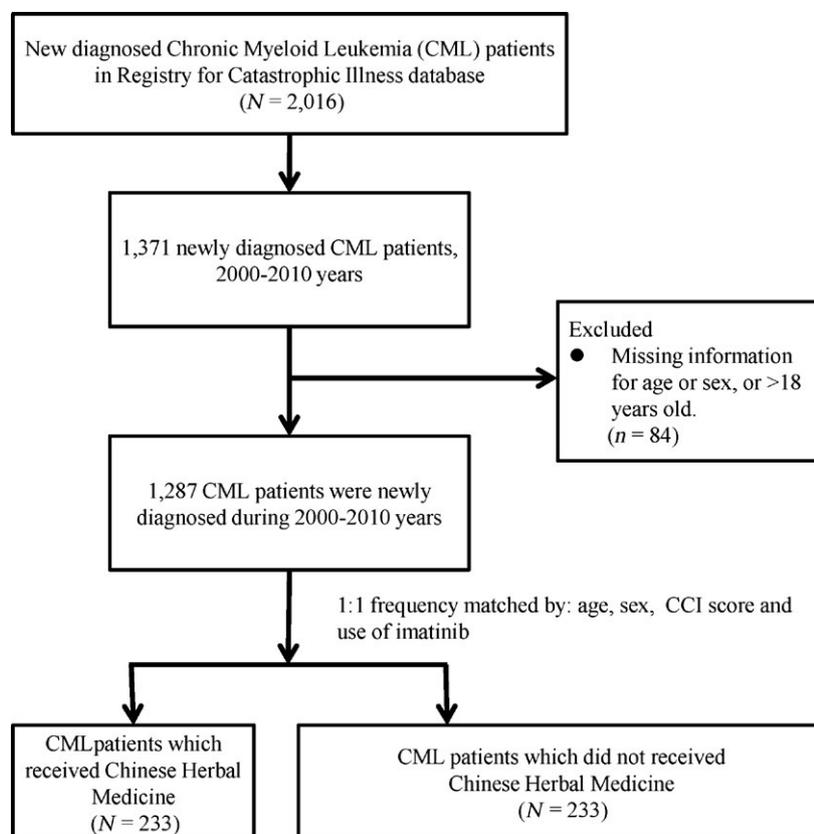 New diagnosed Chronic Myeloid Leukemia (CML) patients
in Registry for Catastrophic Illness database
(N = 2,016)
1,371 newly diagnosed CML patients,
2000-2010 years
Excluded
● Missing information
for age or sex, or >18
years old.
(n = 84)
1,287 CML patients were newly
diagnosed during 2000-2010 years
1:1 frequency matched by: age, sex, CCI score and
use of imatinib
CMLpatients which
received Chinese Herbal
Medicine
(N = 233)
CML patients which did not received
Chinese Herbal Medicine
(N = 233)